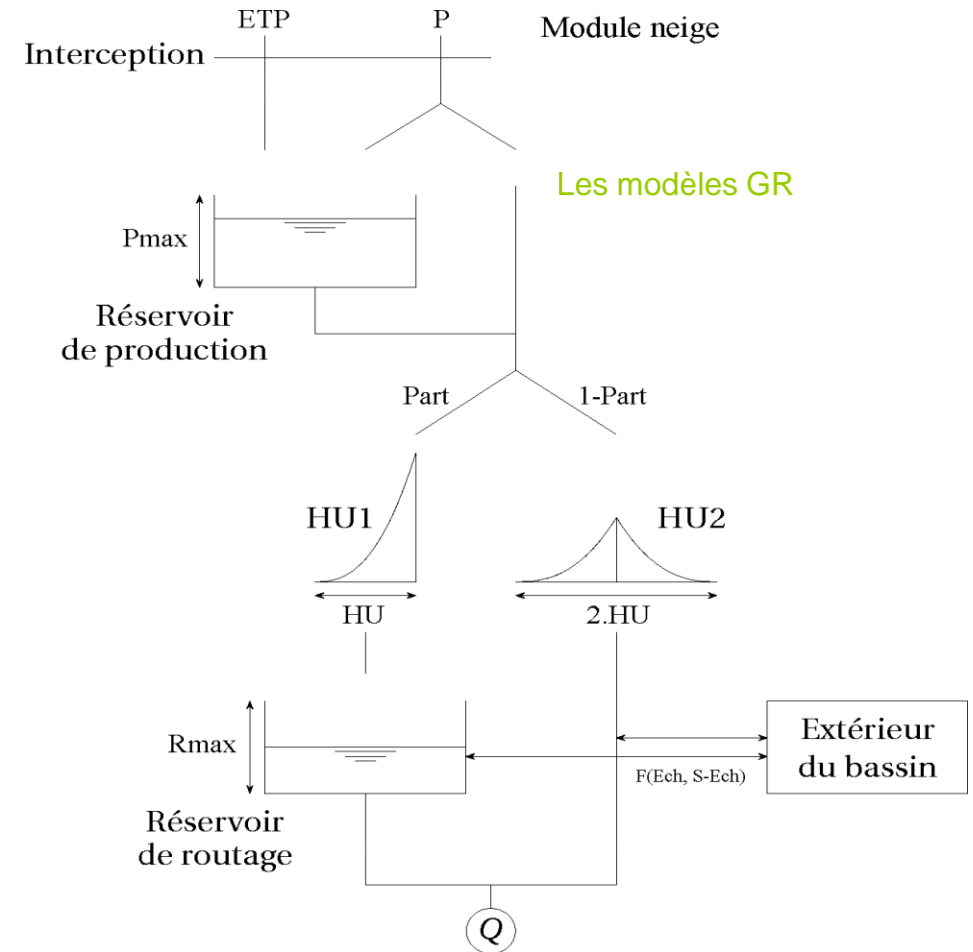 ETP
P
Module neige
Interception
Les modèles GR
Pmax
Réservoir
de production
Part
1-Part
HU1
HU2
HU
2.HU
Rmax
Extérieur
du bassin
F(Ech, S-Ech)
Réservoir
de routage
Q